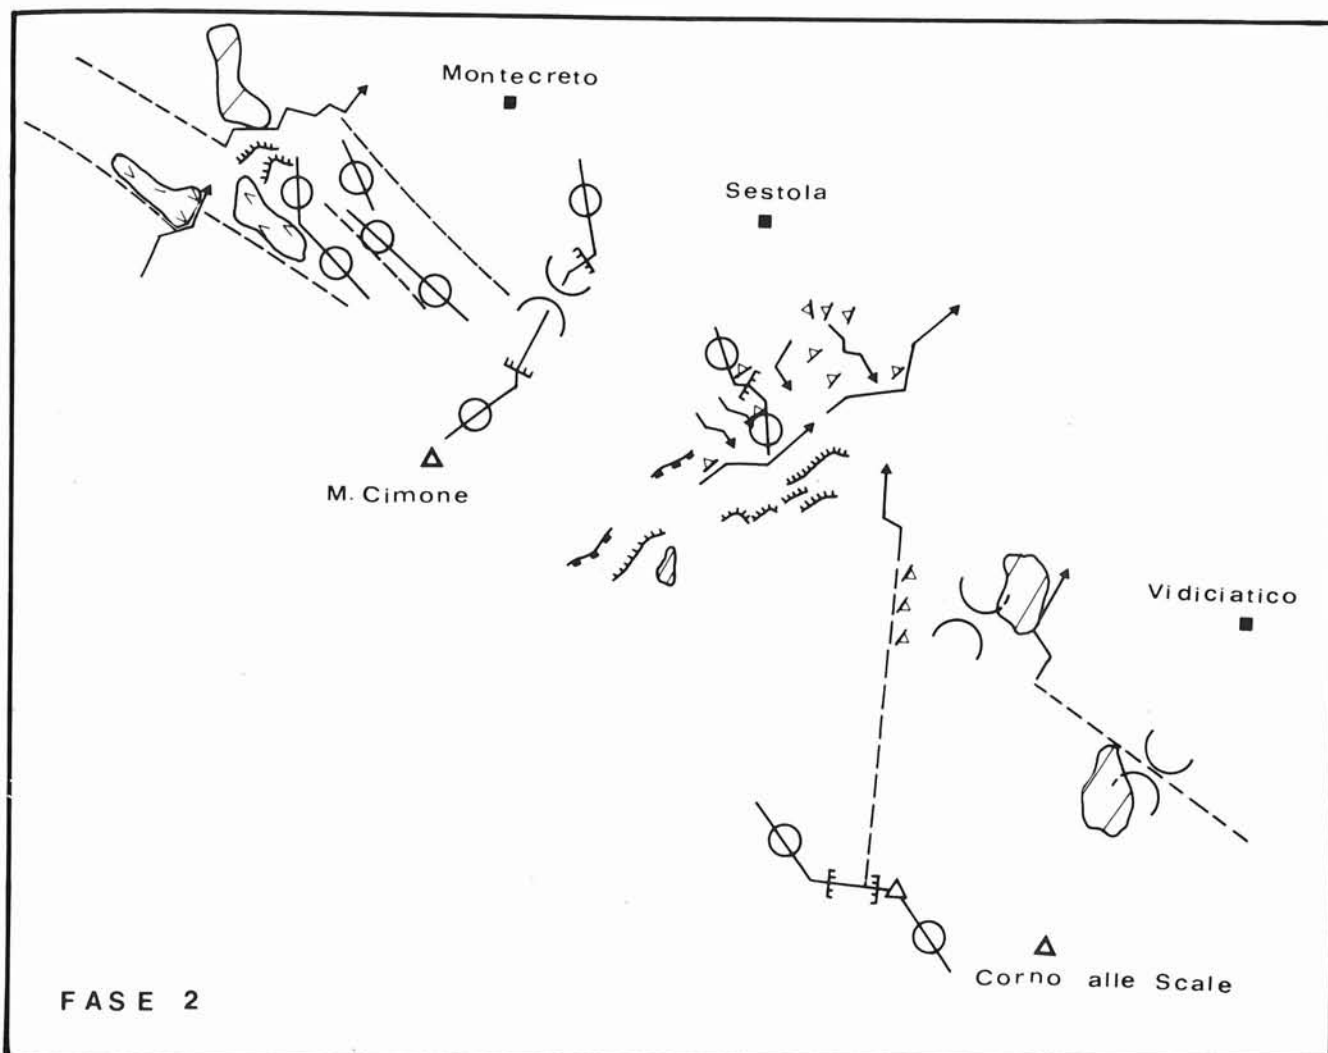 Montecreto
Sestola
M. Cimone
Vidiciatico
Corno alle Scale
FASE 2